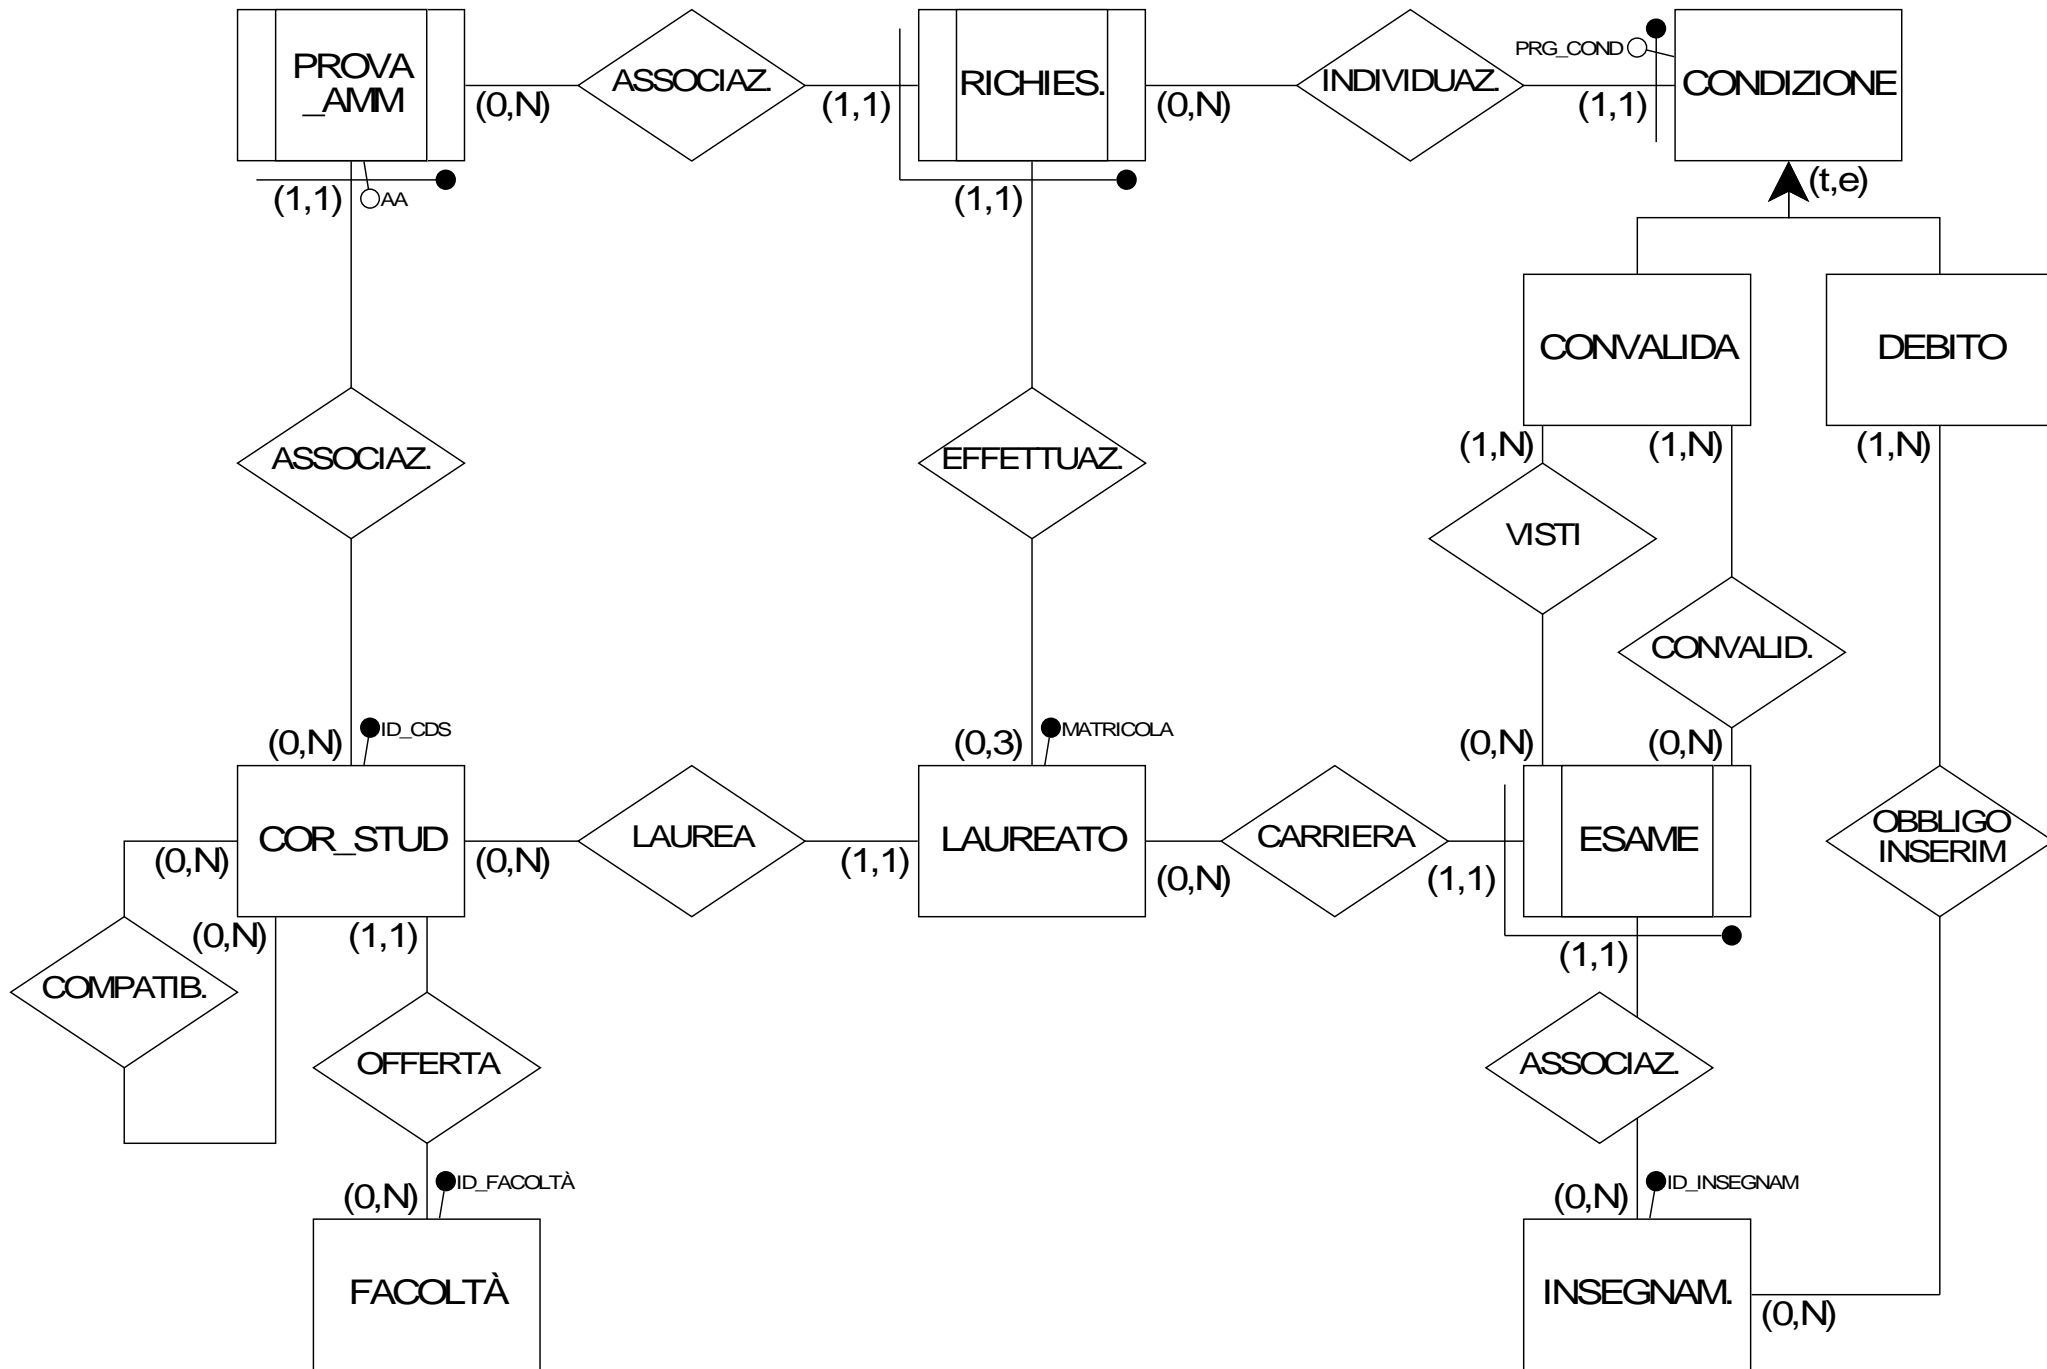 PROVA
_AMM
(0,N)
ASSOCIAZ.
(1,1)
RICHIES.
(0,N)
INDIVIDUAZ.
(1,1)
PRG_COND
CONDIZIONE
(1,1)
AA
(1,1)
(t,e)
CONVALIDA
DEBITO
ASSOCIAZ.
EFFETTUAZ.
(1,N)
(1,N)
(1,N)
VISTI
CONVALID.
(0,N)
ID_CDS
(0,3)
MATRICOLA
(0,N)
(0,N)
COR_STUD
(0,N)
(0,N)
LAUREA
(1,1)
LAUREATO
(0,N)
CARRIERA
(1,1)
ESAME
OBBLIGO
INSERIM
(0,N)
(1,1)
(1,1)
COMPATIB.
OFFERTA
ASSOCIAZ.
(0,N)
ID_FACOLTÀ
(0,N)
ID_INSEGNAM
FACOLTÀ
INSEGNAM.
(0,N)